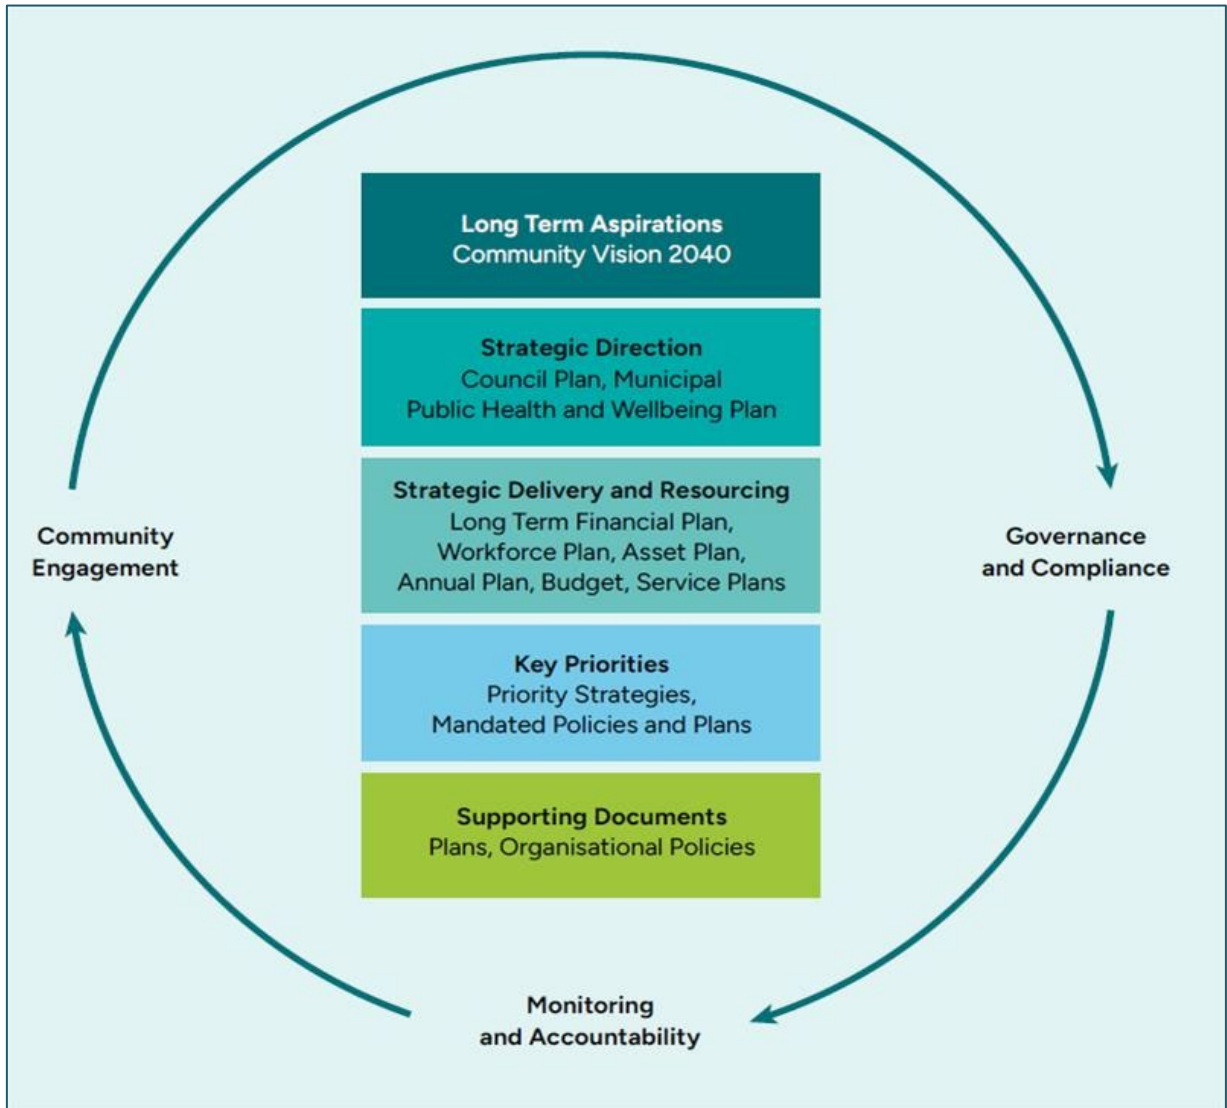 Long Term Aspirations
Community Vision 2040
Strategic Direction
Council Plan, Municipal
Public Health and Wellbeing Plan
Strategic Delivery and Resourcing
Long Term Financial Plan,
Workforce Plan, Asset Plan,
Annual Plan, Budget, Service Plans
Community
Engagement
Governance
and Compliance
Key Priorities
Priority Strategies,
Mandated Policies and Plans
Supporting Documents
Plans, Organisational Policies
Monitoring
and Accountability